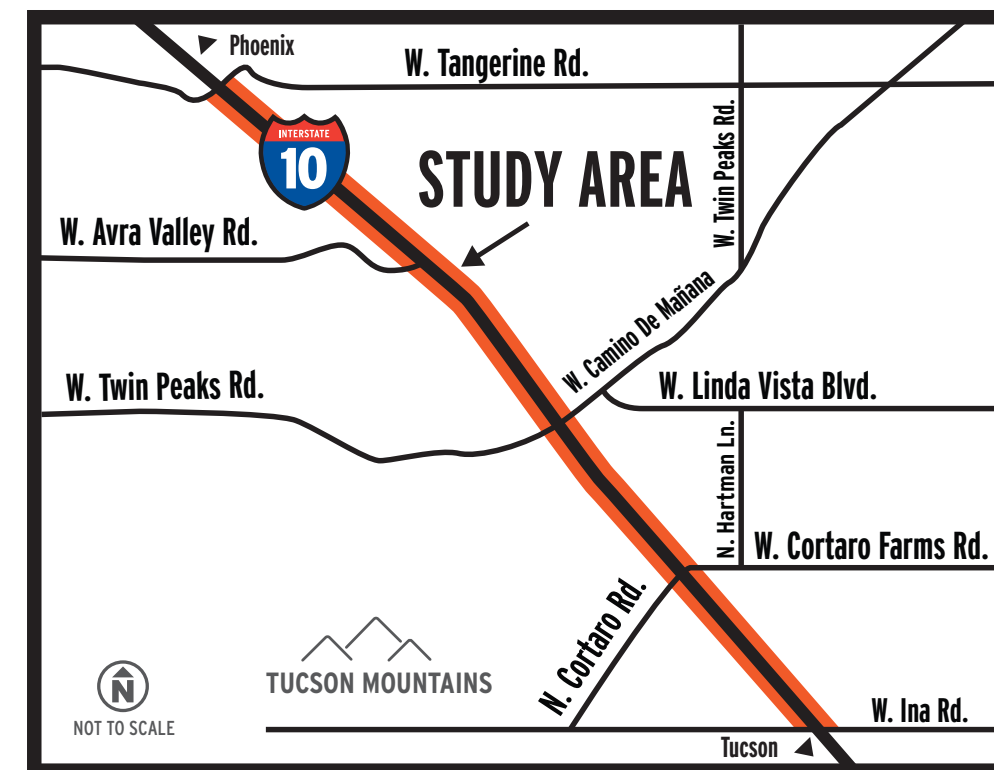 Phoenix
W. Tangerine Rd.
INTERSTATE
10
STUDY AREA
W. Twin Peaks Rd.
W. Avra Valley Rd.
W. Camino De Mañana
W. Twin Peaks Rd.
W. Linda Vista Blvd.
N. Hartman Ln.
W. Cortaro Farms Rd.
N. Cortaro Rd.
TUCSON MOUNTAINS
N
NOT TO SCALE
W. Ina Rd.
Tucson